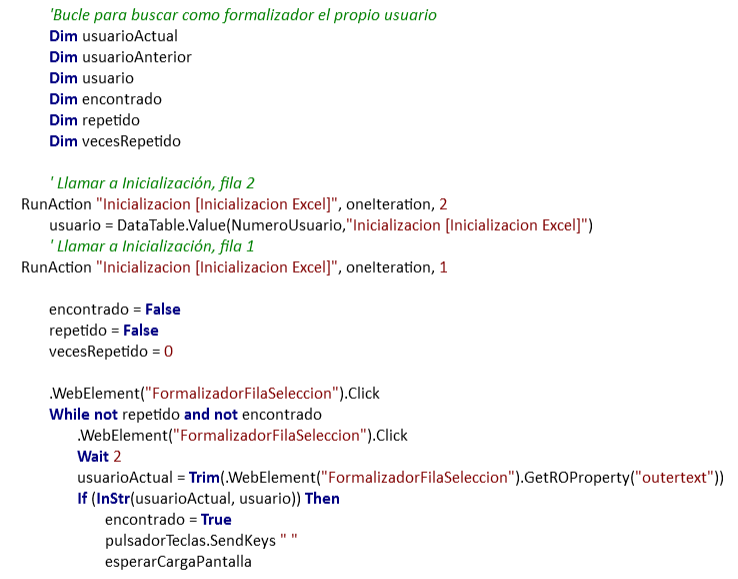 'Bucle para buscar como formalizador el propio usuario
Dim usuarioActual
Dim usuarioAnterior
Dim usuario
Dim encontrado
Dim repetido
Dim vecesRepetido
' Llamar a Inicialización, fila 2
RunAction "Inicializacion [Inicializacion Excel]", oneIteration, 2
usuario = DataTable.Value(NumeroUsuario,"Inicializacion [Inicializacion Excel]")
' Llamar a Inicialización, fila 1
RunAction "Inicializacion [Inicializacion Excel]", oneIteration, 1
encontrado = False
repetido = False
vecesRepetido = 0
.WebElement("FormalizadorFilaSeleccion").Click
While not repetido and not encontrado
.WebElement("FormalizadorFilaSeleccion").Click
Wait 2
usuarioActual = Trim(.WebElement("FormalizadorFilaSeleccion").GetROProperty("outertext"))
If (InStr(usuarioActual, usuario)) Then
encontrado = True
pulsadorTeclas.SendKeys " "
esperarCargaPantalla